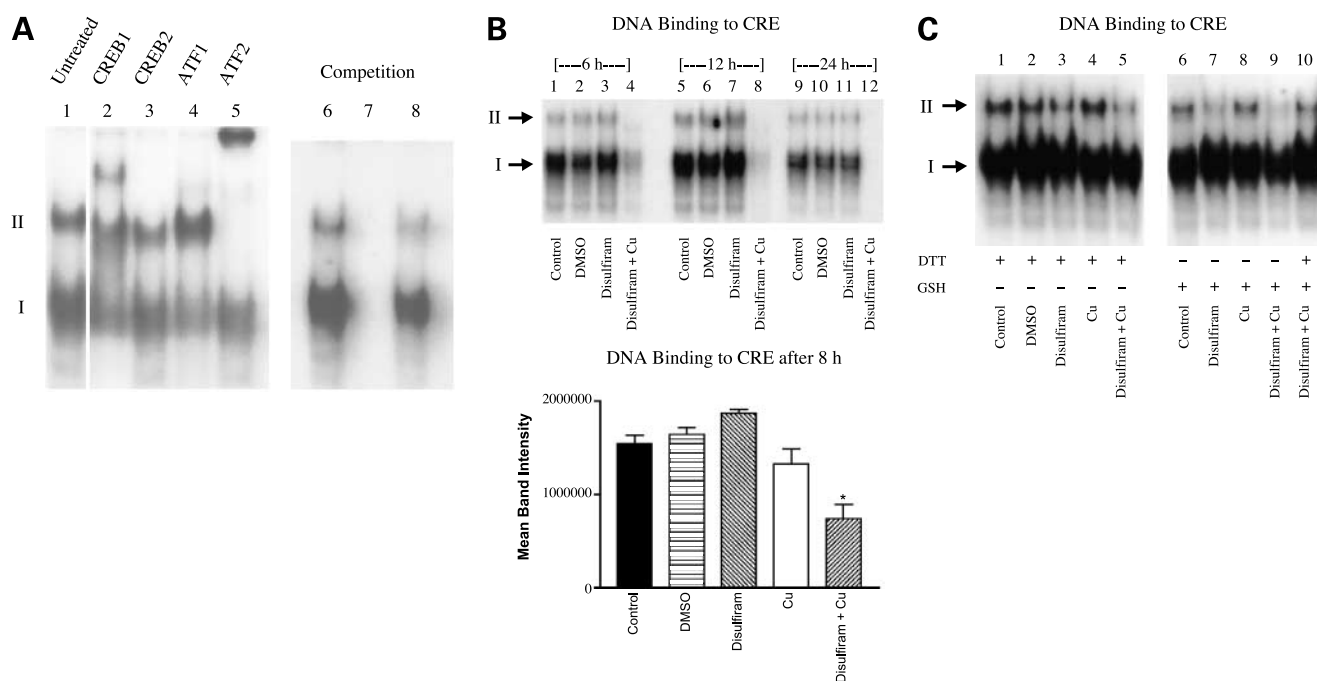 A
Untreated
CREB1
CREB2
ATF1
ATF2
Competition
1 2 3 4 5 6 7 8
II
I
B
DNA Binding to CRE
[----6 h----] [----12 h----] [----24 h----]
1 2 3 4 5 6 7 8 9 10 11 12
II
I
Control
DMSO
Disulfiram
Disulfiram + Cu
Control
DMSO
Disulfiram
Disulfiram + Cu
Control
DMSO
Disulfiram
Disulfiram + Cu
DNA Binding to CRE after 8 h
Mean Band Intensity
2000000
1000000
0
*
Control
DMSO
Disulfiram
Cu
Disulfiram + Cu
C
DNA Binding to CRE
1 2 3 4 5 6 7 8 9 10
II
I
DTT + + + + + – – – – +
GSH – – – – – + + + + +
Control
DMSO
Disulfiram
Cu
Disulfiram + Cu
Control
Disulfiram
Cu
Disulfiram + Cu
Disulfiram + Cu